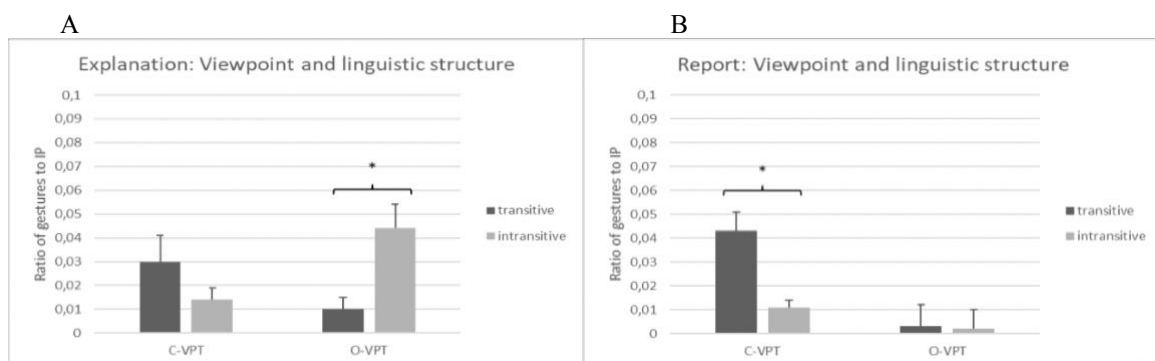 A
Explanation: Viewpoint and linguistic structure
Ratio of gestures to IP
0,1
0,09
0,08
0,07
0,06
0,05
0,04
0,03
0,02
0,01
0
*
C-VPT
O-VPT
transitive
intransitive
B
Report: Viewpoint and linguistic structure
Ratio of gestures to IP
0,1
0,09
0,08
0,07
0,06
0,05
0,04
0,03
0,02
0,01
0
*
C-VPT
O-VPT
transitive
intransitive